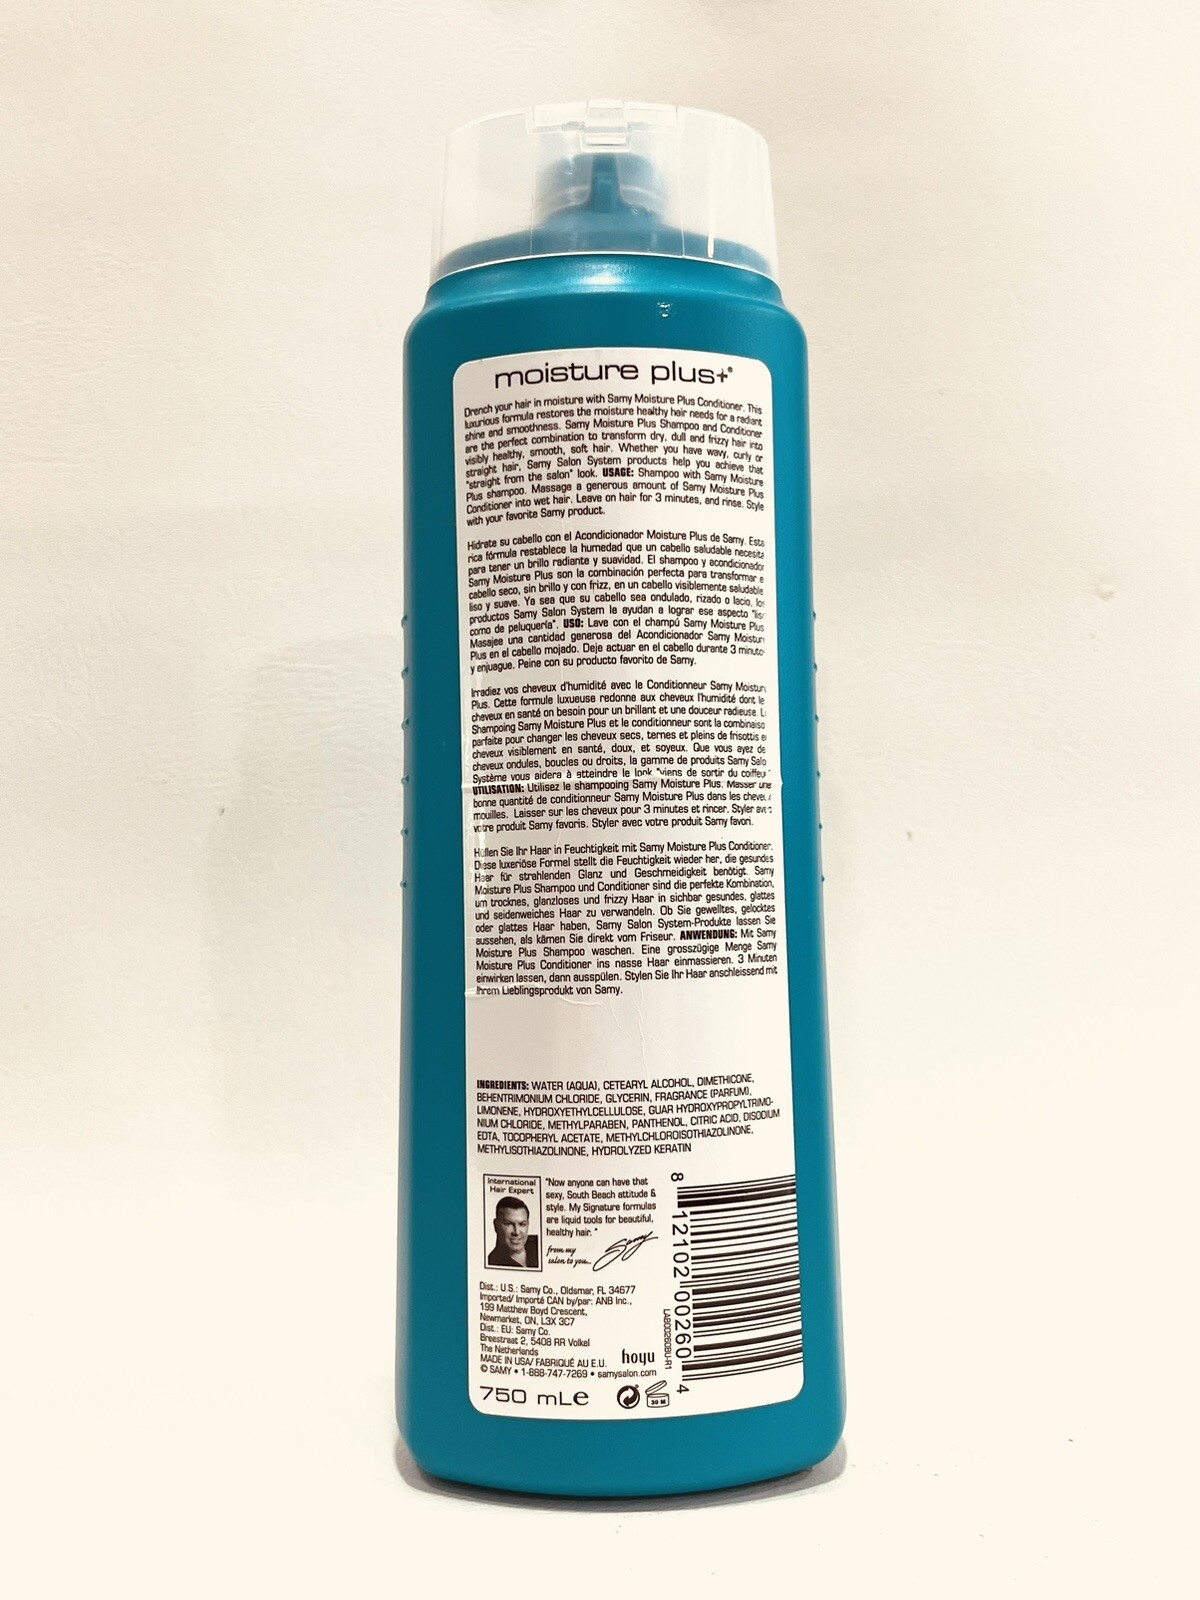 moisture plus+®
Drench your hair in moisture with Samy Moisture Plus Conditioner. This
luxurious formula restores the moisture healthy hair needs for a radiant
shine and smoothness. Samy Moisture Plus Shampoo and Conditioner
are the perfect combination to transform dry, dull and frizzy hair into
visibly healthy, smooth, soft hair. Whether you have wavy, curly or
straight hair, Samy Salon System products help you achieve that
"straight from the salon" look. USAGE: Shampoo with Samy Moisture
Plus shampoo. Massage a generous amount of Samy Moisture Plus
Conditioner into wet hair. Leave on hair for 3 minutes, and rinse. Style
with your favorite Samy product.
Hidrate su cabello con el Acondicionador Moisture Plus de Samy. Esta
rica fórmula restablece la humedad que un cabello saludable necesita
para tener un brillo radiante y suavidad. El shampoo y acondicionador
Samy Moisture Plus son la combinación perfecta para transformar e
cabello seco, sin brillo y con frizz, en un cabello visiblemente saludable
liso y suave. Ya sea que su cabello sea ondulado, rizado o lacio, los
productos Samy Salon System le ayudan a lograr ese aspecto "lis
como de peluquería". USO: Lave con el champú Samy Moisture Plus
Masajee una cantidad generosa del Acondicionador Samy Moistur
Plus en el cabello mojado. Deje actuar en el cabello durante 3 minuto
y enjuague. Peine con su producto favorito de Samy.
Irradiez vos cheveux d'humidité avec le Conditionneur Samy Moistur
Plus. Cette formule luxueuse redonne aux cheveux l'humidité dont le
cheveux en santé on besoin pour un brillant et une douceur radieuse. L
Shampoing Samy Moisture Plus et le conditionneur sont la combinaiso
parfaite pour changer les cheveux secs, ternes et pleins de frisottis e
cheveux visiblement en santé, doux, et soyeux. Que vous ayez de
cheveux ondules, boucles ou droits, la gamme de produits Samy Salo
Système vous aidera à atteindre le look "viens de sortir du coiffeur"
UTILISATION: Utilisez le shampooing Samy Moisture Plus. Masser une
bonne quantité de conditionneur Samy Moisture Plus dans les cheveux
mouilles. Laisser sur les cheveux pour 3 minutes et rincer. Styler avec
votre produit Samy favoris. Styler avec votre produit Samy favori.
Hüllen Sie Ihr Haar in Feuchtigkeit mit Samy Moisture Plus Conditioner.
Diese luxeriöse Formel stellt die Feuchtigkeit wieder her, die gesundes
Haar für strahlenden Glanz und Geschmeidigkeit benötigt. Samy
Moisture Plus Shampoo und Conditioner sind die perfekte Kombination,
um trocknes, glanzloses und frizzy Haar in sichbar gesundes, glattes
und seidenweiches Haar zu verwandeln. Ob Sie gewelltes, gelocktes
oder glattes Haar haben, Samy Salon System-Produkte lassen Sie
aussehen, als kämen Sie direkt vom Friseur. ANWENDUNG: Mit Samy
Moisture Plus Shampoo waschen. Eine grosszügige Menge Samy
Moisture Plus Conditioner ins nasse Haar einmassieren. 3 Minuten
einwirken lassen, dann ausspülen. Stylen Sie Ihr Haar anschleissend mit
Ihrem Lieblingsprodukt von Samy.
INGREDIENTS: WATER (AQUA), CETEARYL ALCOHOL, DIMETHICONE,
BEHENTRIMONIUM CHLORIDE, GLYCERIN, FRAGRANCE (PARFUM),
LIMONENE, HYDROXYETHYLCELLULOSE, GUAR HYDROXYPROPYLTRIMO-
NIUM CHLORIDE, METHYLPARABEN, PANTHENOL, CITRIC ACID, DISODIUM
EDTA, TOCOPHERYL ACETATE, METHYLCHLOROISOTHIAZOLINONE,
METHYLISOTHIAZOLINONE, HYDROLYZED KERATIN
International
Hair Expert
"Now anyone can have that
sexy, South Beach attitude &
style. My Signature formulas
are liquid tools for beautiful,
healthy hair."
from my
salon to you...
Samy
Dist.: U.S.: Samy Co., Oldsmar, FL 34677
Imported/ Importé CAN by/par: ANB Inc.,
199 Matthew Boyd Crescent,
Newmarket, ON, L3X 3C7
Dist.: EU: Samy Co.
Breestraat 2, 5408 RR Volkel
The Netherlands
MADE IN USA/ FABRIQUÉ AU E.U.
© SAMY • 1-888-747-7269 • samysalon.com
hoyu
LAB00260BU-R1
8 12102 00260 4
750 mLe
30 M